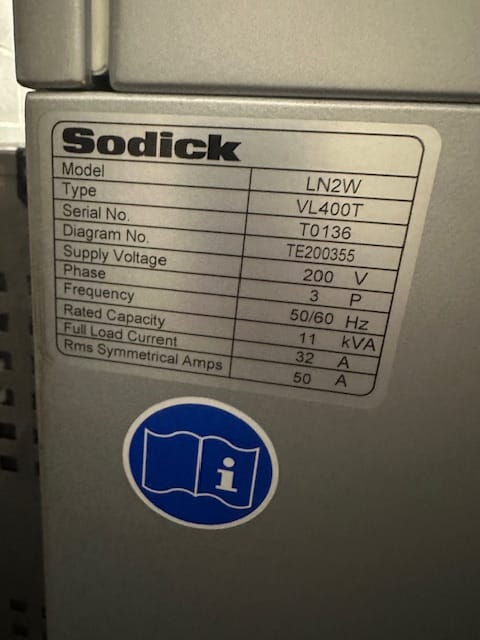 Sodick
Model LN2W
Type VL400T
Serial No. T0136
Diagram No. TE200355
Supply Voltage 200 V
Phase 3 P
Frequency 50/60 Hz
Rated Capacity 11 kVA
Full Load Current 32 A
Rms Symmetrical Amps 50 A
i